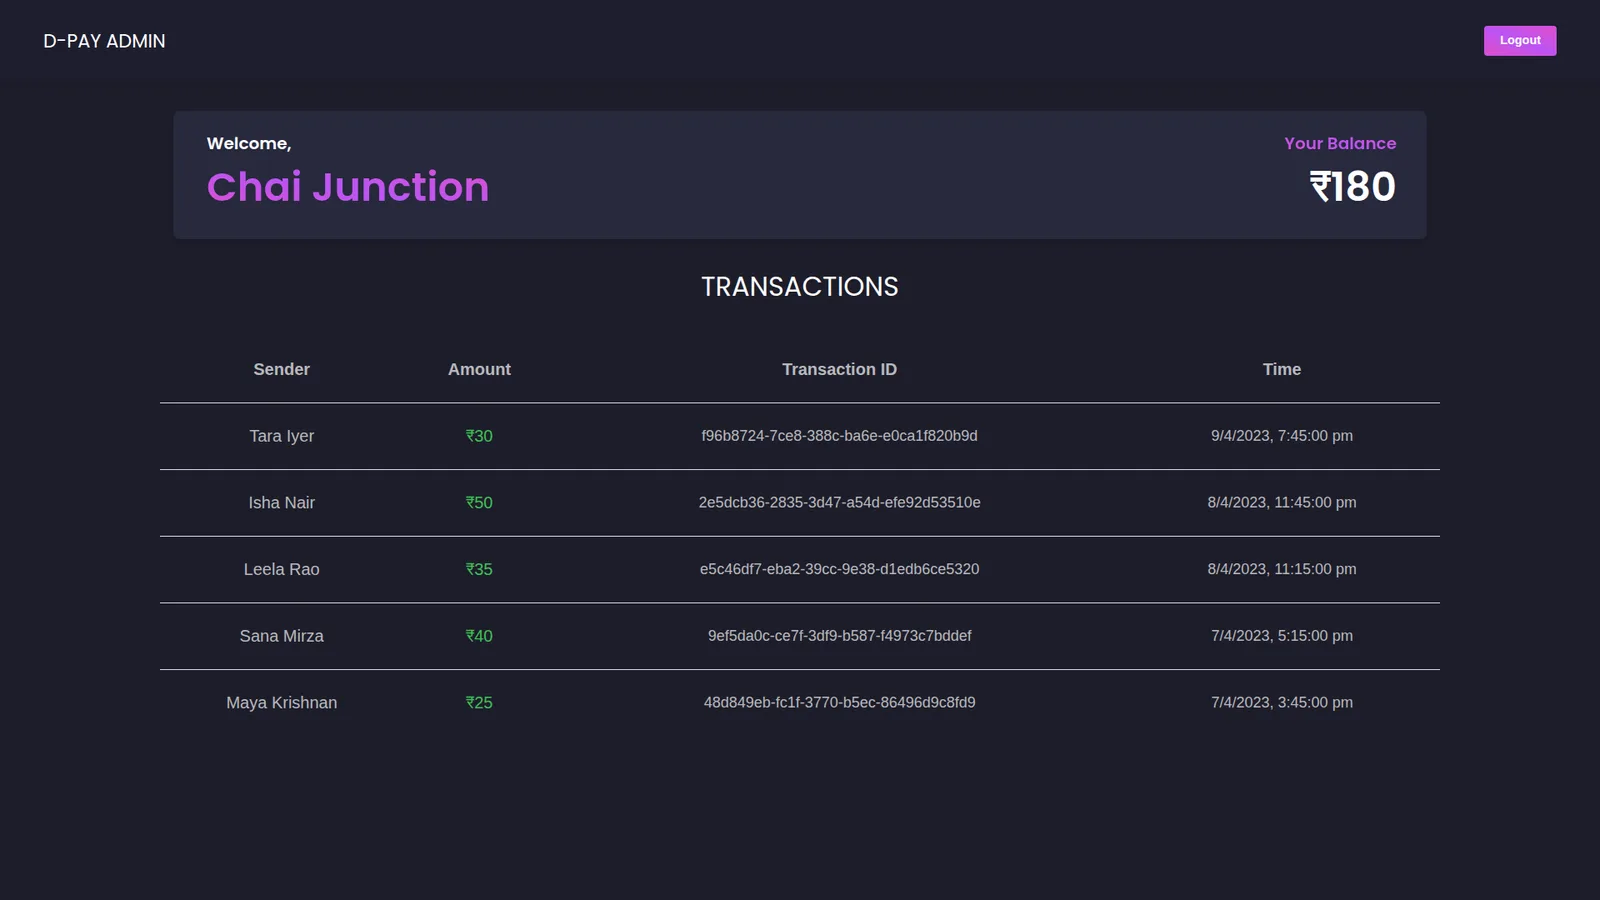 D-PAY ADMIN
Logout
Welcome,
Your Balance
Chai Junction
₹180
TRANSACTIONS
Sender Amount Transaction ID Time
Tara Iyer ₹30 f96b8724-7ce8-388c-ba6e-e0ca1f820b9d 9/4/2023, 7:45:00 pm
Isha Nair ₹50 2e5dcb36-2835-3d47-a54d-efe92d53510e 8/4/2023, 11:45:00 pm
Leela Rao ₹35 e5c46df7-eba2-39cc-9e38-d1edb6ce5320 8/4/2023, 11:15:00 pm
Sana Mirza ₹40 9ef5da0c-ce7f-3df9-b587-f4973c7bddef 7/4/2023, 5:15:00 pm
Maya Krishnan ₹25 48d849eb-fc1f-3770-b5ec-86496d9c8fd9 7/4/2023, 3:45:00 pm